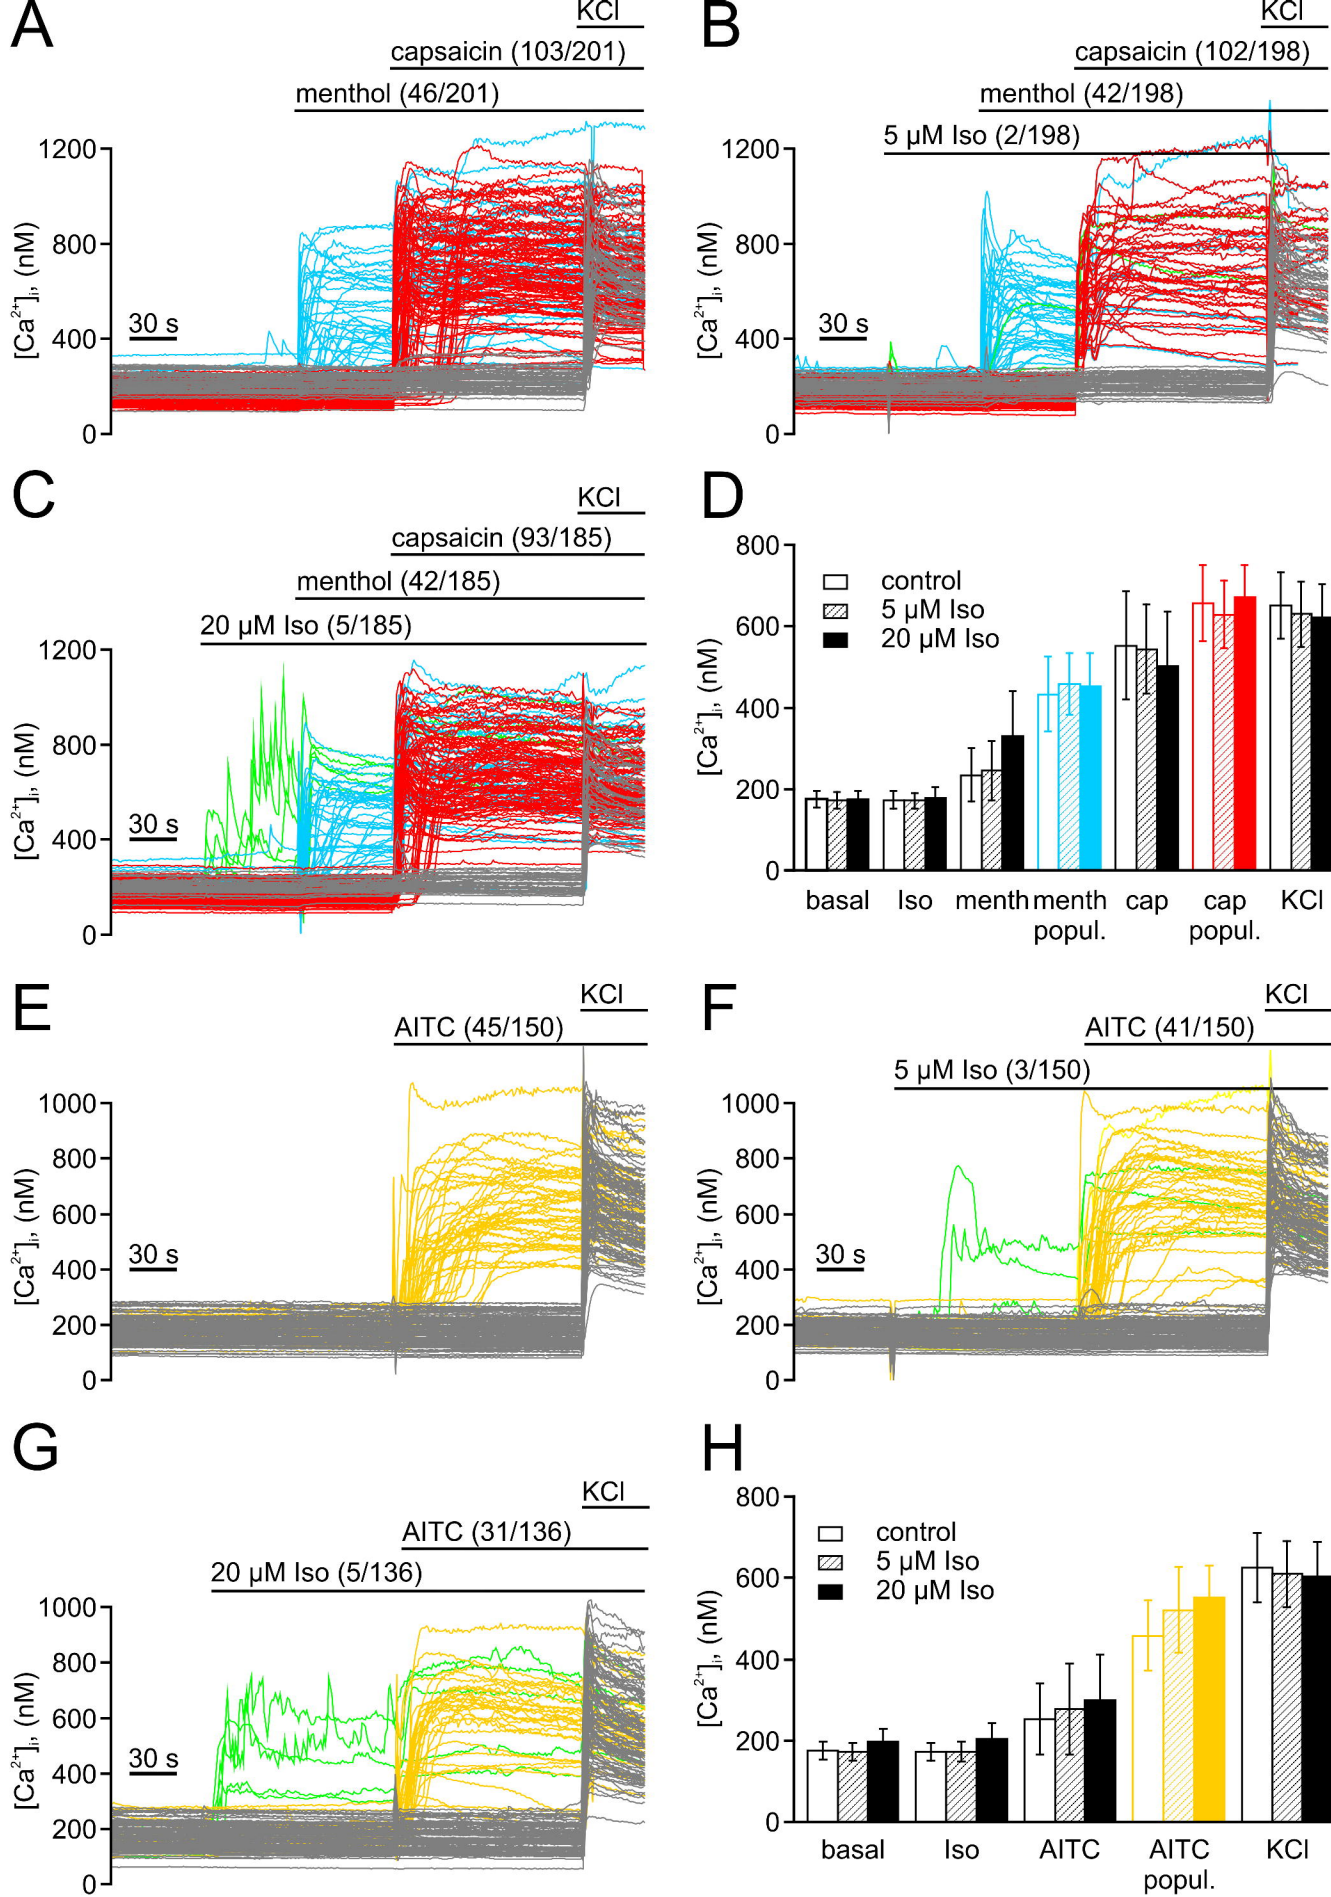 A
KCl
capsaicin (103/201)
menthol (46/201)
1200
800
400
0
[Ca²⁺]ᵢ, (nM)
30 s
B
KCl
capsaicin (102/198)
menthol (42/198)
5 µM Iso (2/198)
1200
800
400
0
[Ca²⁺]ᵢ, (nM)
30 s
C
KCl
capsaicin (93/185)
menthol (42/185)
20 µM Iso (5/185)
1200
800
400
0
[Ca²⁺]ᵢ, (nM)
30 s
D
800
600
400
200
0
[Ca²⁺]ᵢ, (nM)
control
5 µM Iso
20 µM Iso
basal Iso menth menth popul. cap cap popul. KCl
E
KCl
AITC (45/150)
1000
800
600
400
200
0
[Ca²⁺]ᵢ, (nM)
30 s
F
KCl
AITC (41/150)
5 µM Iso (3/150)
1000
800
600
400
200
0
[Ca²⁺]ᵢ, (nM)
30 s
G
KCl
AITC (31/136)
20 µM Iso (5/136)
1000
800
600
400
200
0
[Ca²⁺]ᵢ, (nM)
30 s
H
800
600
400
200
0
[Ca²⁺]ᵢ, (nM)
control
5 µM Iso
20 µM Iso
basal Iso AITC AITC popul. KCl